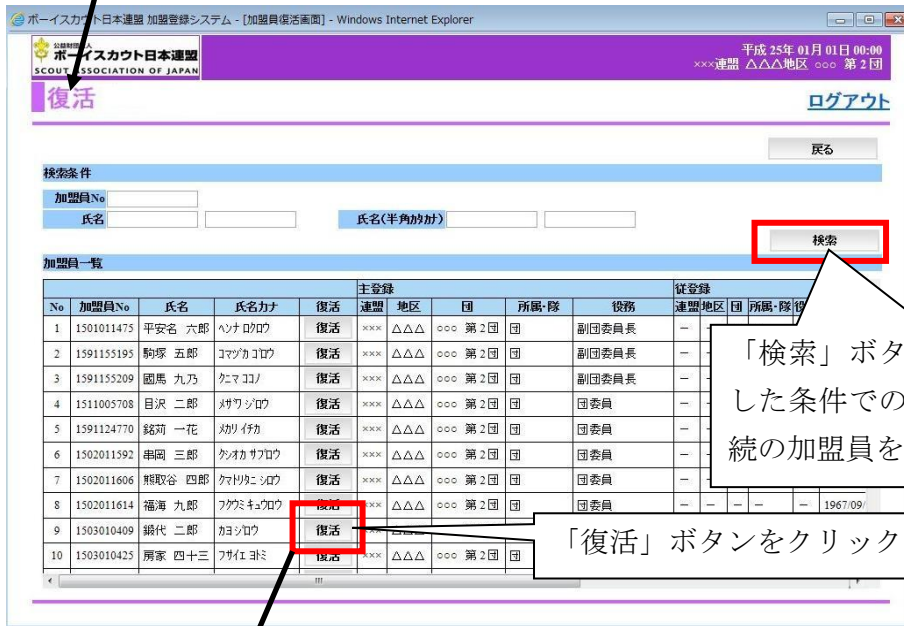 ボーイスカウト日本連盟 加盟登録システム - [加盟員復活画面] - Windows Internet Explorer
公益財団法人
ボーイスカウト日本連盟
SCOUT ASSOCIATION OF JAPAN
平成 25年 01月 01日 00:00
×××連盟 △△△地区 ○○○ 第 2 団
復活
ログアウト
戻る
検索条件
加盟員No
氏名 氏名(半角カタカナ)
検索
加盟員一覧
主登録 従登録
No 加盟員No 氏名 氏名カナ 復活 連盟 地区 団 所属・隊 役務 連盟 地区 団 所属・隊
1 1501011475 平安名 六郎 ヘンナ ロクロウ 復活 ××× △△△ ○○○ 第 2 団 団 副団委員長 －
2 1591155195 駒塚 五郎 コマヅカ ゴロウ 復活 ××× △△△ ○○○ 第 2 団 団 副団委員長 －
3 1591155209 國馬 九乃 クニマ ココノ 復活 ××× △△△ ○○○ 第 2 団 団 副団委員長 －
4 1511005708 目沢 二郎 メザワ ジロウ 復活 ××× △△△ ○○○ 第 2 団 団 団委員 －
5 1591124770 銘苅 一花 メカリ イチカ 復活 ××× △△△ ○○○ 第 2 団 団 団委員 －
6 1502011592 串岡 三郎 クシオカ サブロウ 復活 ××× △△△ ○○○ 第 2 団 団 団委員 －
7 1502011606 熊取谷 四郎 クマトリタニ シロウ 復活 ××× △△△ ○○○ 第 2 団 団 団委員 －
8 1502011614 福海 九郎 フクウミ キュウロウ 復活 ××× △△△ ○○○ 第 2 団 団 団委員 － － － － － 1967/09/
9 1503010409 鍛代 二郎 カヨ ジロウ 復活
10 1503010425 房家 四十三 フサイエ ヨトミ 復活 ××× △△△ ○○○ 第 2 団 団
「検索」ボタ
した条件での
続の加盟員を
「復活」ボタンをクリック